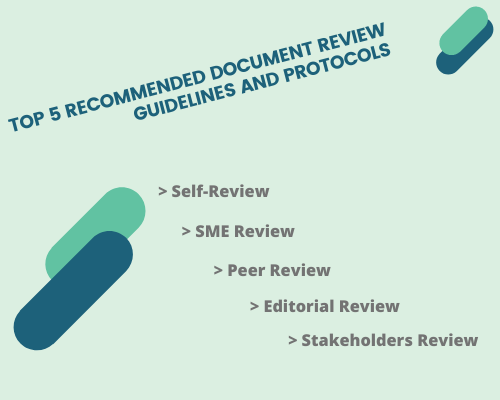 TOP 5 RECOMMENDED DOCUMENT REVIEW
GUIDELINES AND PROTOCOLS
> Self-Review
> SME Review
> Peer Review
> Editorial Review
> Stakeholders Review